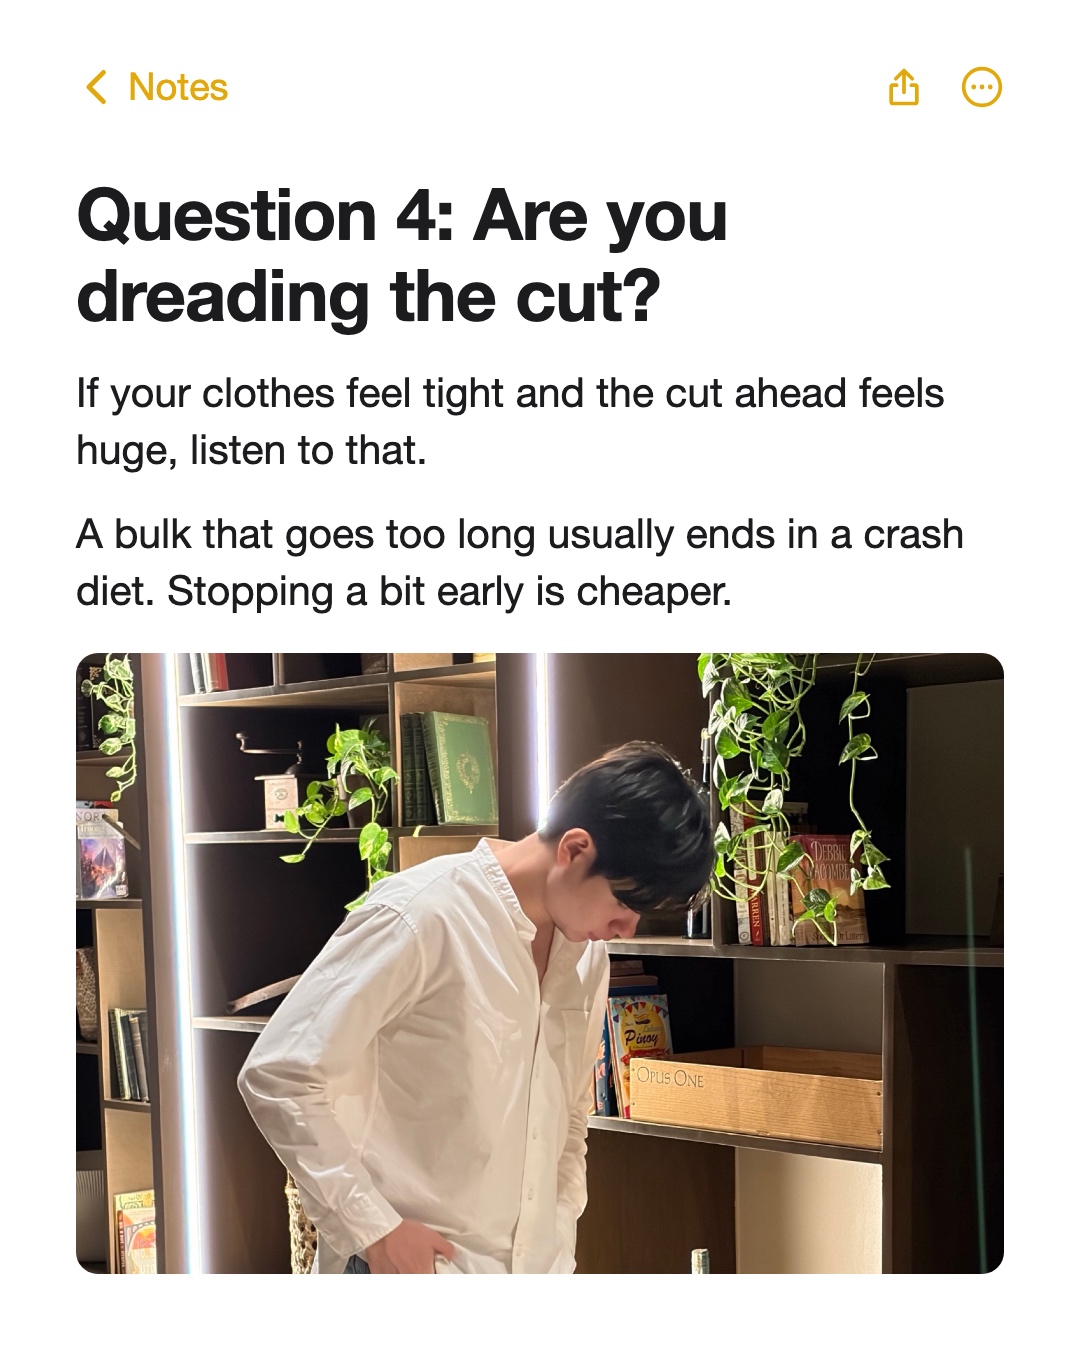 Notes
Question 4: Are you
dreading the cut?
If your clothes feel tight and the cut ahead feels
huge, listen to that.
A bulk that goes too long usually ends in a crash
diet. Stopping a bit early is cheaper.
DEBBIE
Pinoy
OPUS ONE